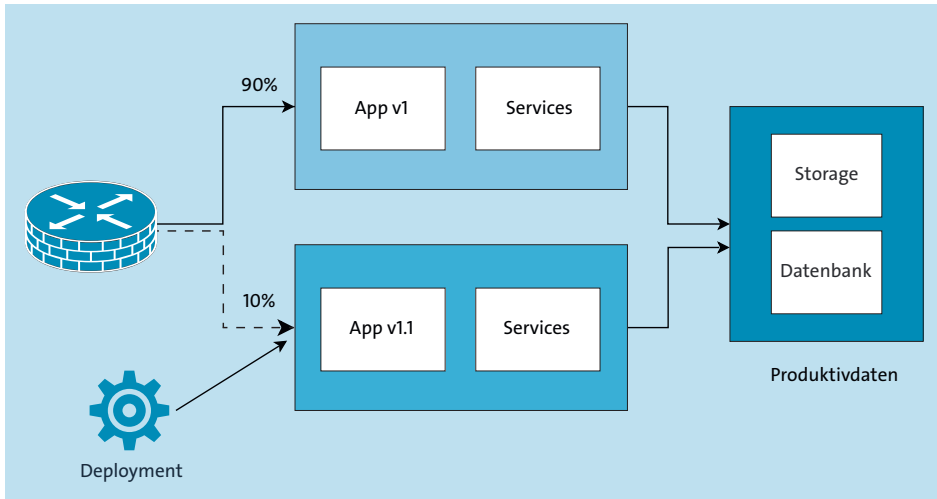 90%
App v1
Services
Storage
Datenbank
10%
App v1.1
Services
Produktivdaten
Deployment